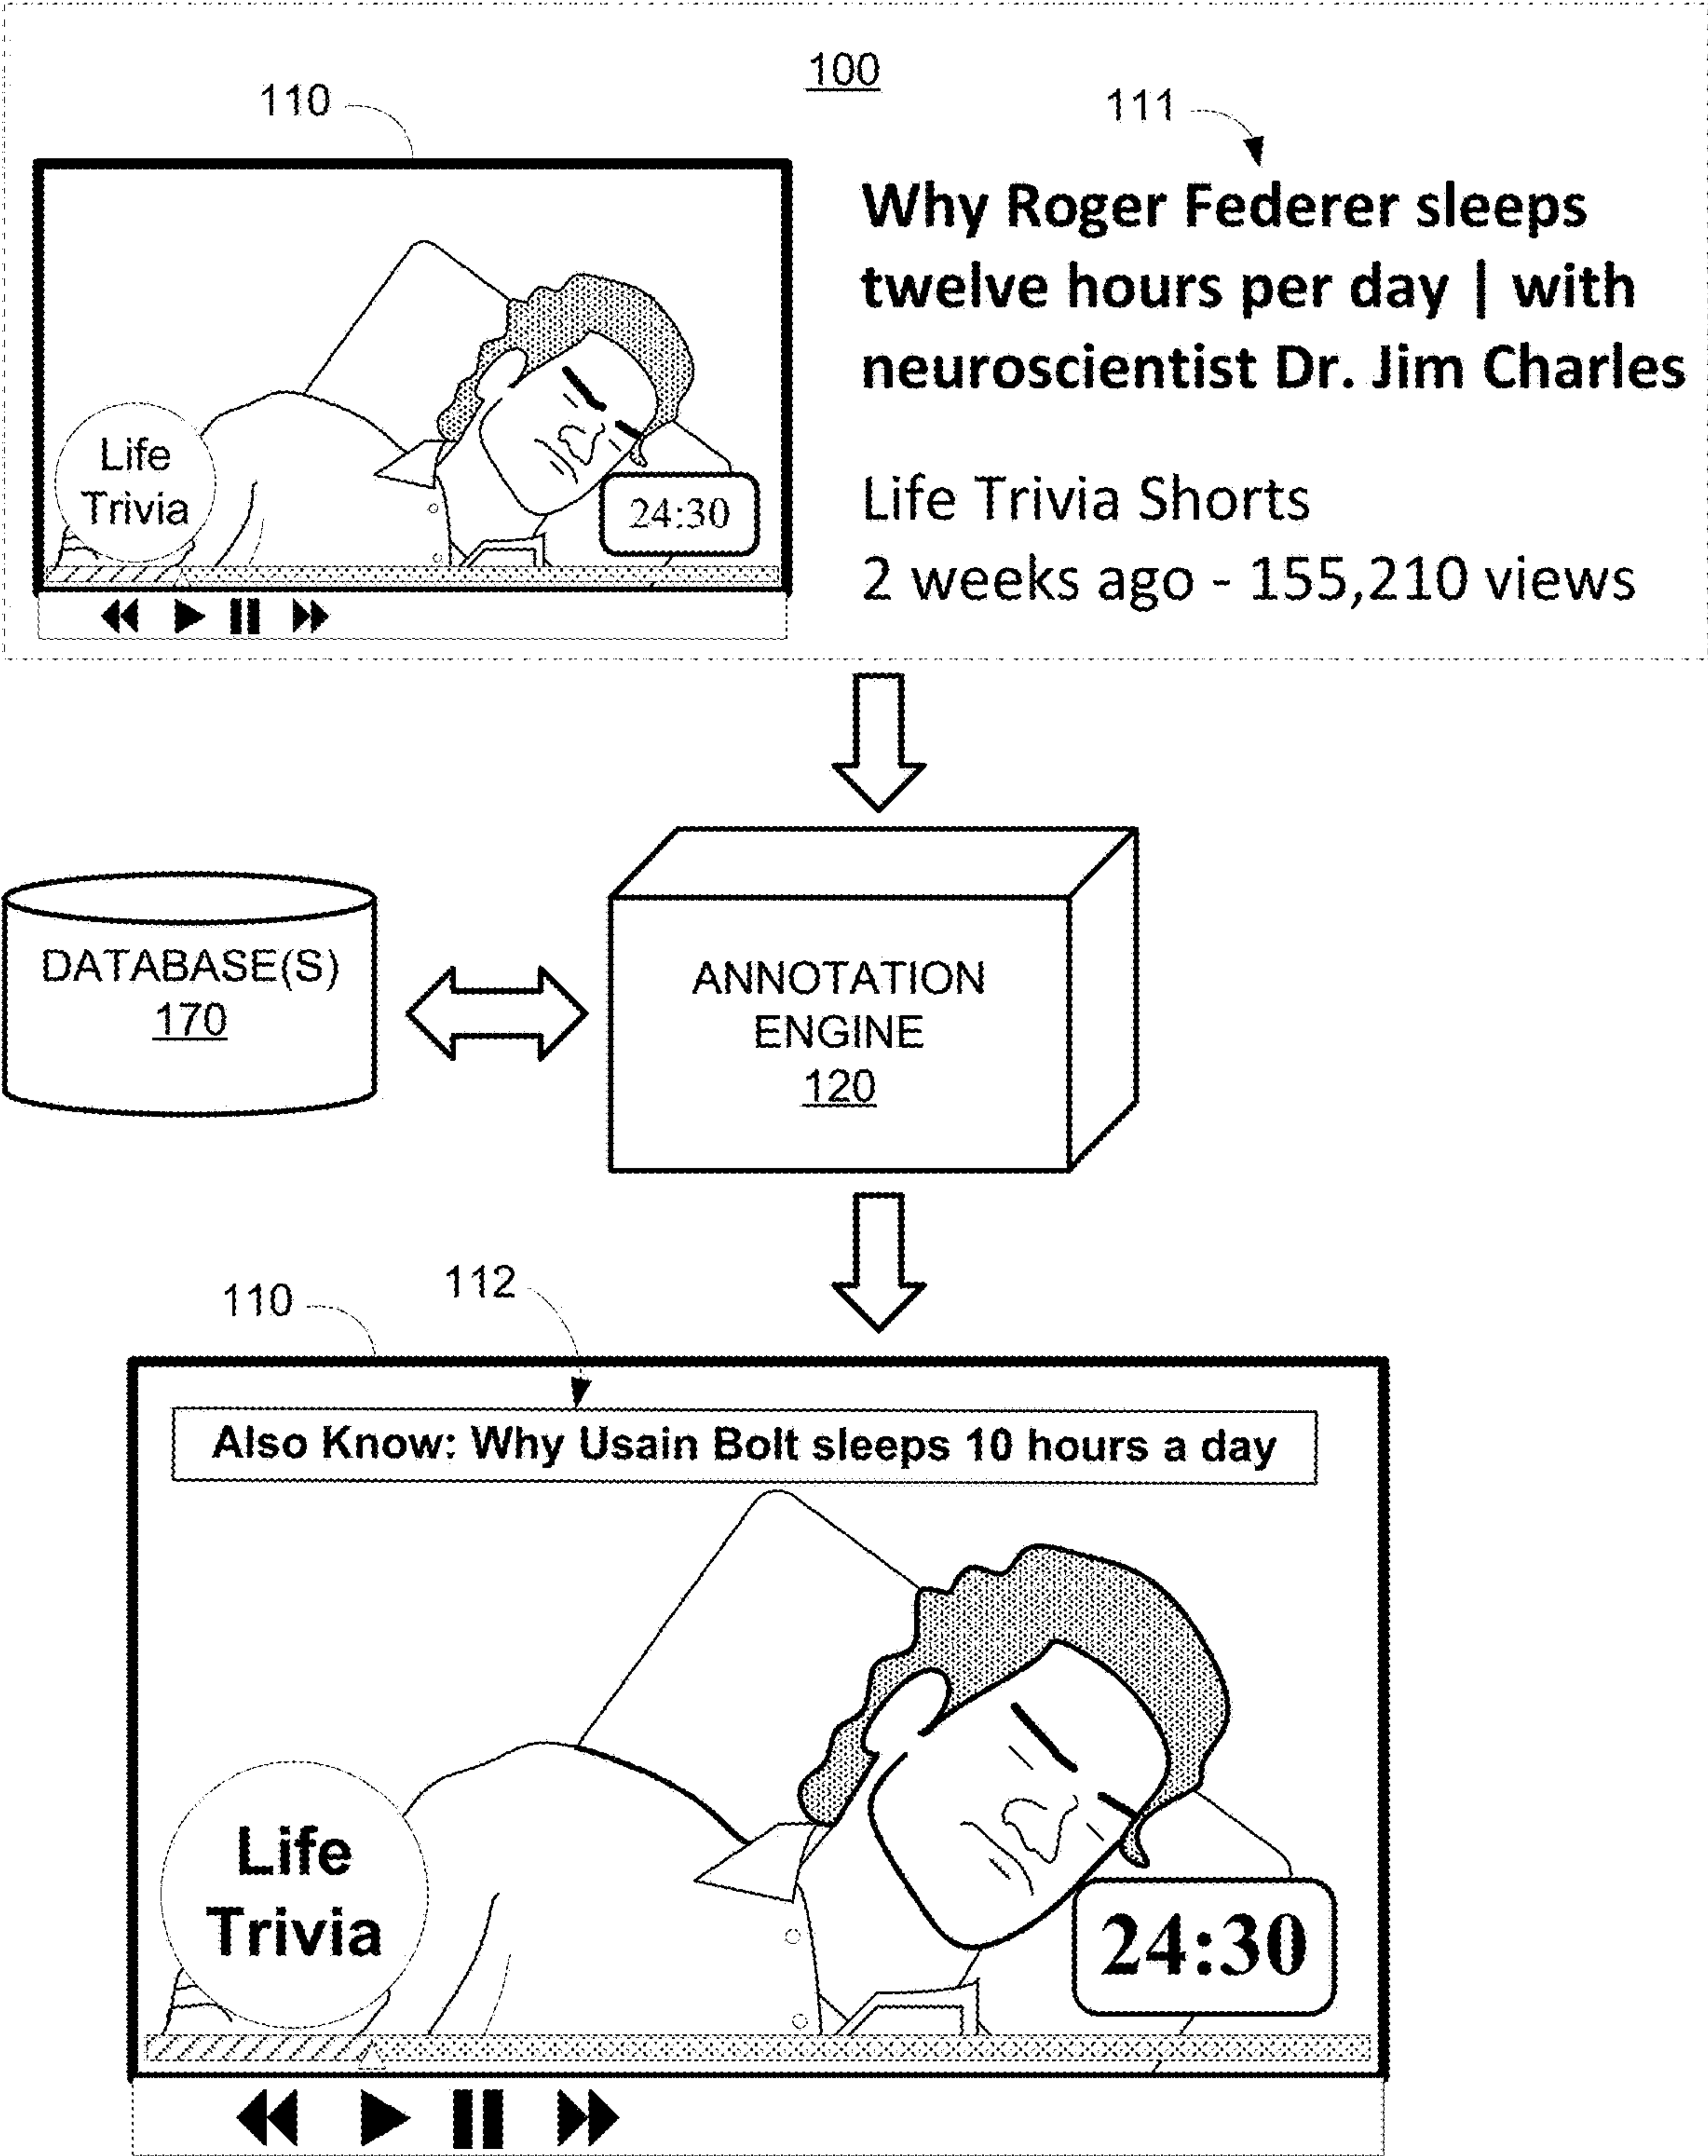 100
110
111
Why Roger Federer sleeps
twelve hours per day | with
neuroscientist Dr. Jim Charles
Life Trivia Shorts
2 weeks ago - 155,210 views
Life
Trivia
24:30
DATABASE(S)
170
ANNOTATION
ENGINE
120
110
112
Also Know: Why Usain Bolt sleeps 10 hours a day
Life
Trivia
24:30